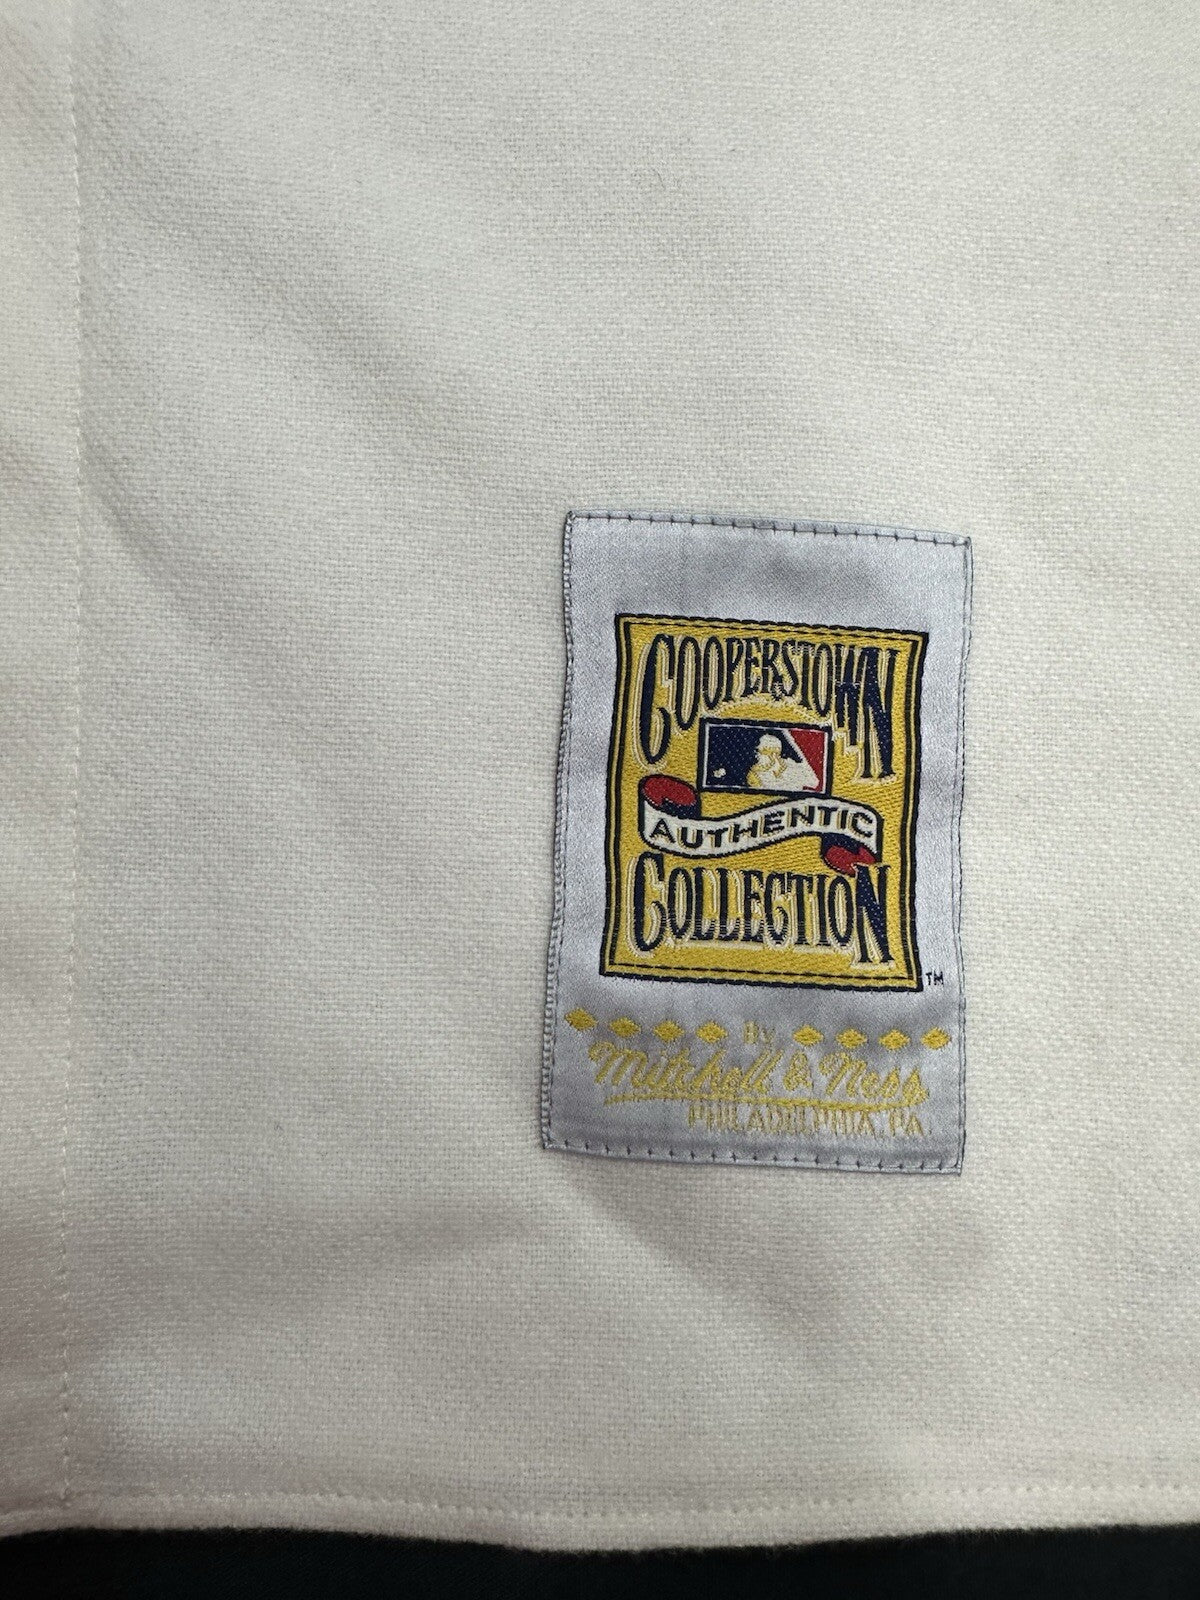 COOPERSTOWN
AUTHENTIC
COLLECTION
TM
By
Mitchell & Ness
PHILADELPHIA, PA